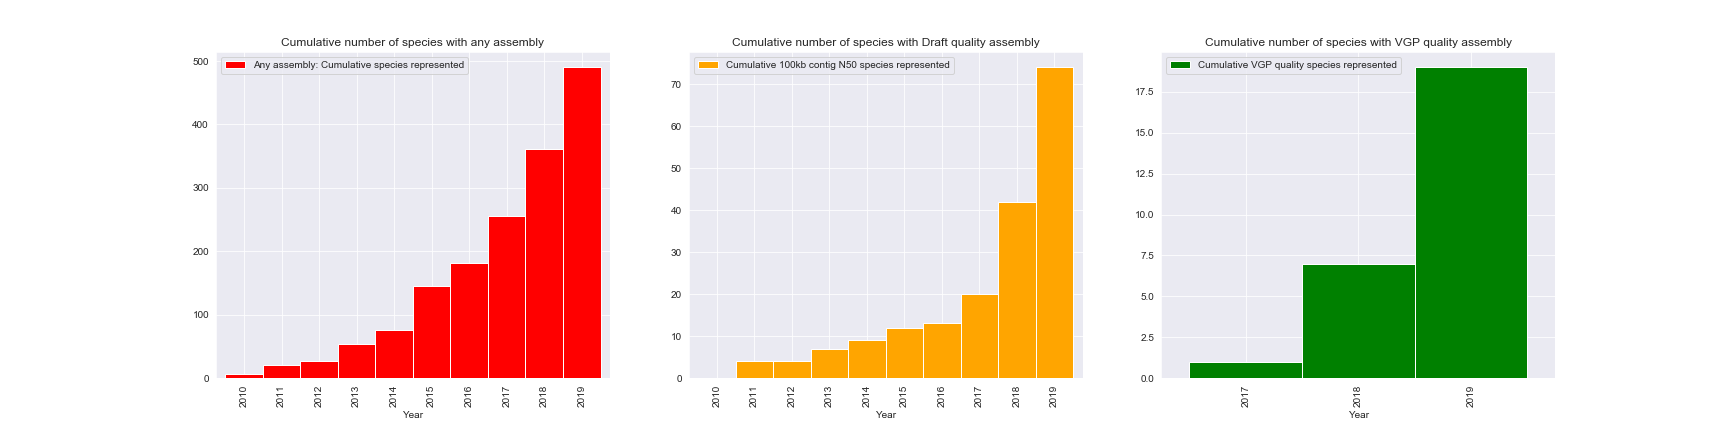 Cumulative number of species with any assembly
Any assembly: Cumulative species represented
500
400
300
200
100
0
2010 2011 2012 2013 2014 2015 2016 2017 2018 2019
Year
Cumulative number of species with Draft quality assembly
Cumulative 100kb contig N50 species represented
70
60
50
40
30
20
10
0
2010 2011 2012 2013 2014 2015 2016 2017 2018 2019
Year
Cumulative number of species with VGP quality assembly
Cumulative VGP quality species represented
17.5
15.0
12.5
10.0
7.5
5.0
2.5
0.0
2017 2018 2019
Year